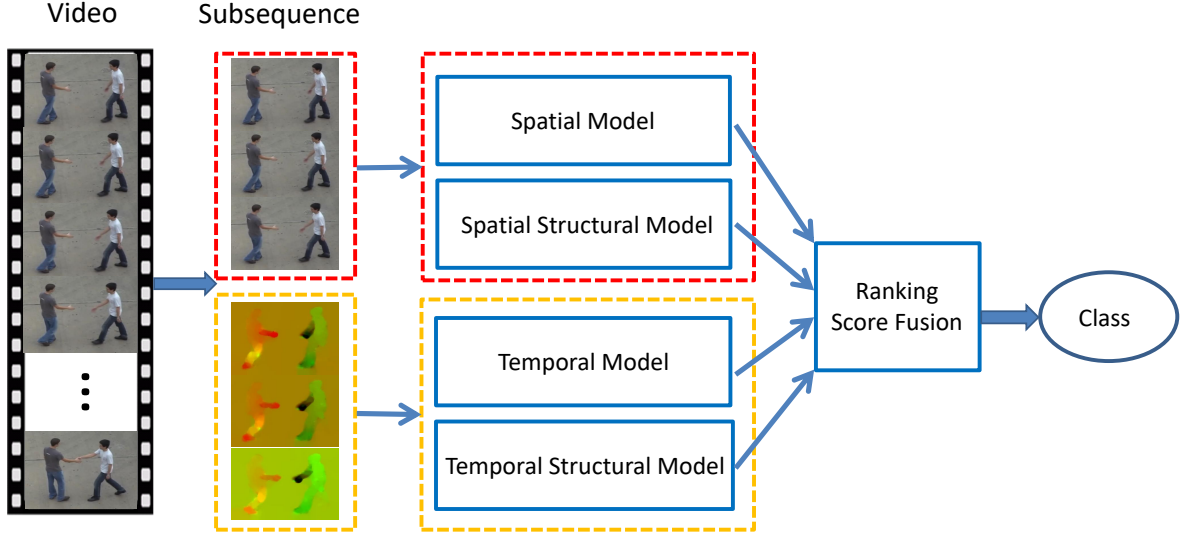 Video
Subsequence
Spatial Model
Spatial Structural Model
Temporal Model
Temporal Structural Model
Ranking
Score Fusion
Class